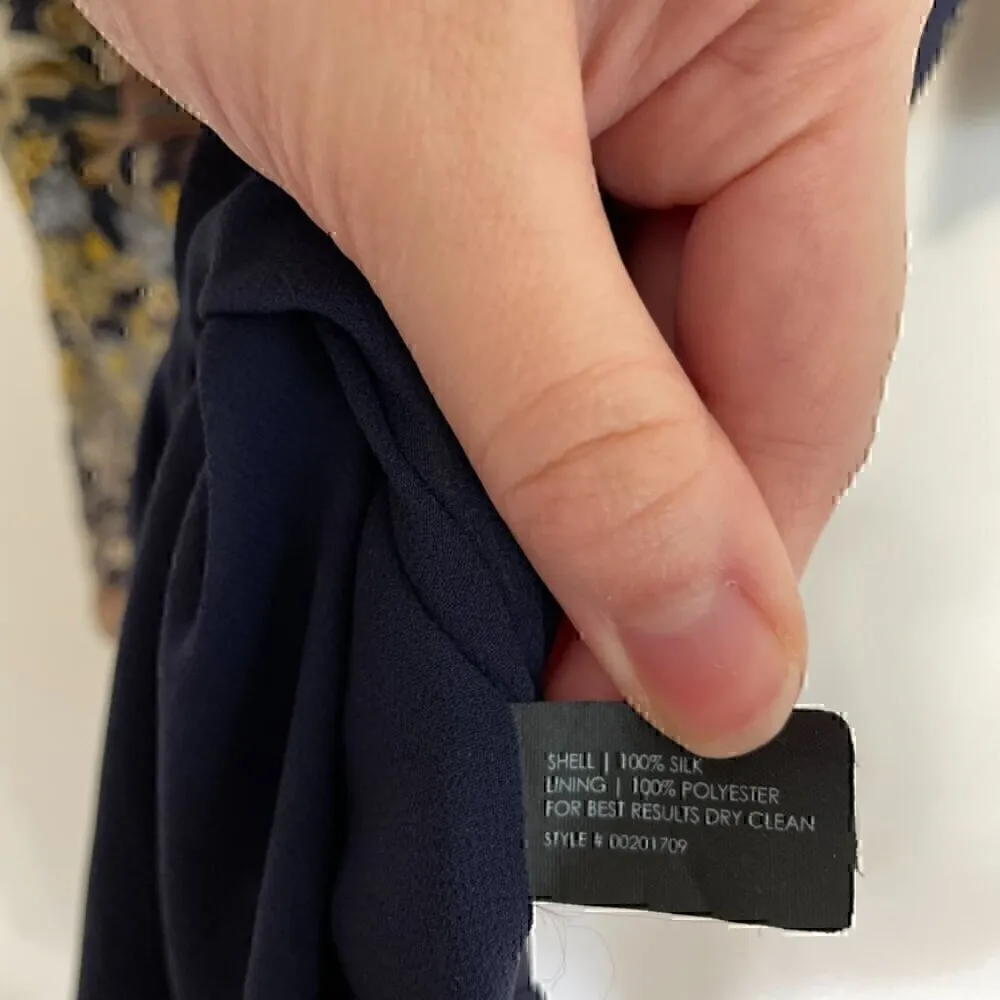 SHELL | 100% SILK
LINING | 100% POLYESTER
FOR BEST RESULTS DRY CLEAN
STYLE # 00201709